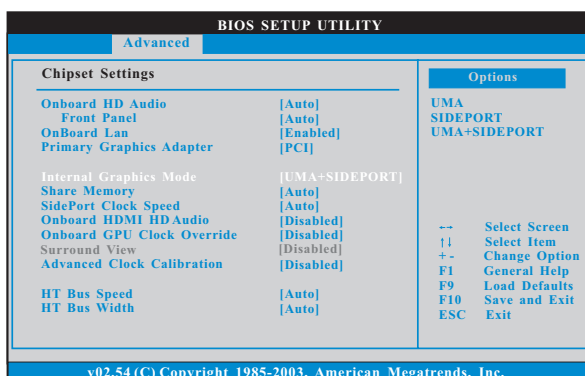 BIOS SETUP UTILITY
Advanced
Chipset Settings
Onboard HD Audio [Auto]
Front Panel [Auto]
OnBoard Lan [Enabled]
Primary Graphics Adapter [PCI]
Internal Graphics Mode [UMA+SIDEPORT]
Share Memory [Auto]
SidePort Clock Speed [Auto]
Onboard HDMI HD Audio [Disabled]
Onboard GPU Clock Override [Disabled]
Surround View [Disabled]
Advanced Clock Calibration [Disabled]
HT Bus Speed [Auto]
HT Bus Width [Auto]
Options
UMA
SIDEPORT
UMA+SIDEPORT
↔ Select Screen
↑↓ Select Item
+- Change Option
F1 General Help
F9 Load Defaults
F10 Save and Exit
ESC Exit
v02.54 (C) Copyright 1985-2003, American Megatrends, Inc.